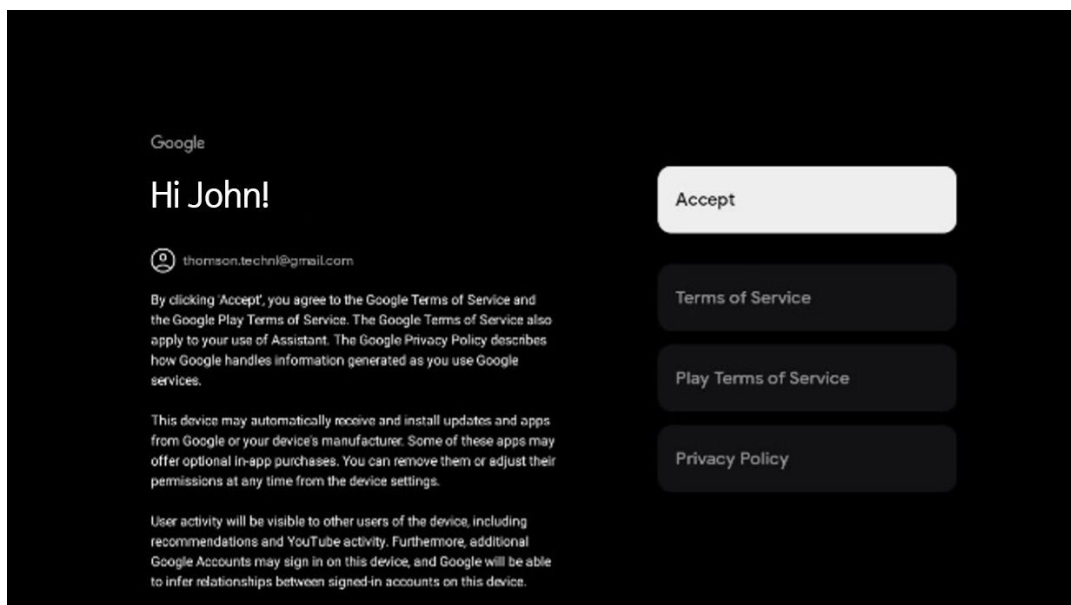 Google
Hi John!
thomson.technl@gmail.com
By clicking 'Accept', you agree to the Google Terms of Service and
the Google Play Terms of Service. The Google Terms of Service also
apply to your use of Assistant. The Google Privacy Policy describes
how Google handles information generated as you use Google
services.
This device may automatically receive and install updates and apps
from Google or your device's manufacturer. Some of these apps may
offer optional in-app purchases. You can remove them or adjust their
permissions at any time from the device settings.
User activity will be visible to other users of the device, including
recommendations and YouTube activity. Furthermore, additional
Google Accounts may sign in on this device, and Google will be able
to infer relationships between signed-in accounts on this device.
Accept
Terms of Service
Play Terms of Service
Privacy Policy